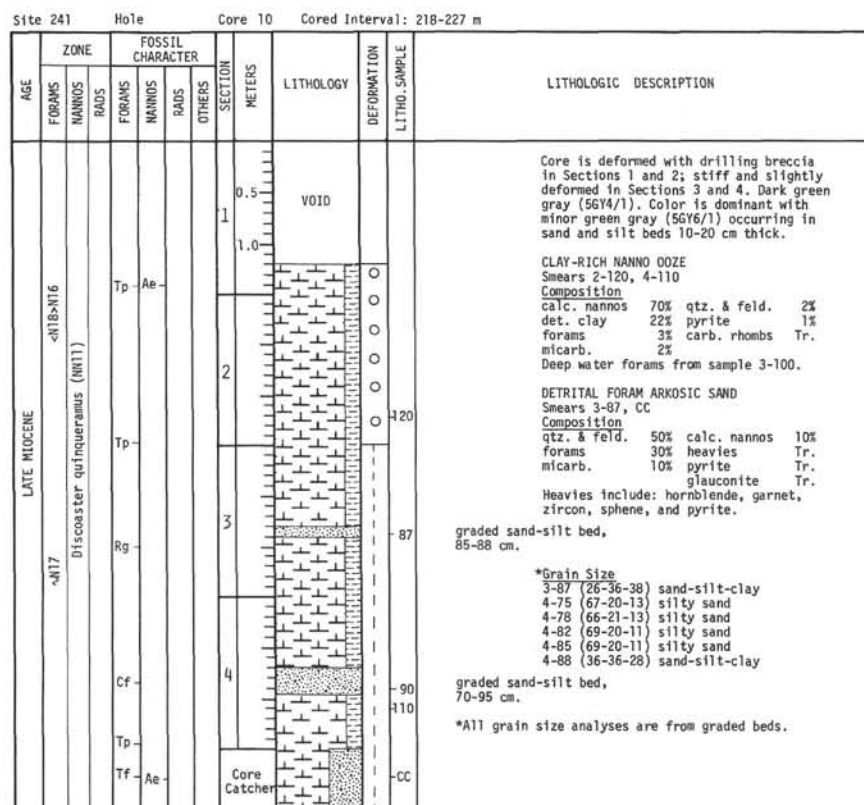 Site 241 Hole Core 10 Cored Interval: 218-227 m
AGE
ZONE
FORAMS
NANNOS
RADS
FOSSIL
CHARACTER
FORAMS
NANNOS
RADS
OTHERS
SECTION
METERS
LITHOLOGY
DEFORMATION
LITHO.SAMPLE
LITHOLOGIC DESCRIPTION
LATE MIOCENE
<N18>N16
~N17
Discoaster quinqueramus (NN11)
Tp
Ae
Tp
Rg
Cf
Tp
Tf
Ae
1
0.5
1.0
VOID
2
3
4
Core
Catcher
120
87
90
110
CC
Core is deformed with drilling breccia
in Sections 1 and 2; stiff and slightly
deformed in Sections 3 and 4. Dark green
gray (5GY4/1). Color is dominant with
minor green gray (5GY6/1) occurring in
sand and silt beds 10-20 cm thick.
CLAY-RICH NANNO OOZE
Smears 2-120, 4-110
Composition
calc. nannos 70% qtz. & feld. 2%
det. clay 22% pyrite 1%
forams 3% carb. rhombs Tr.
micarb. 2%
Deep water forams from sample 3-100.
DETRITAL FORAM ARKOSIC SAND
Smears 3-87, CC
Composition
qtz. & feld. 50% calc. nannos 10%
forams 30% heavies Tr.
micarb. 10% pyrite Tr.
glauconite Tr.
Heavies include: hornblende, garnet,
zircon, sphene, and pyrite.
graded sand-silt bed,
85-88 cm.
*Grain Size
3-87 (26-36-38) sand-silt-clay
4-75 (67-20-13) silty sand
4-78 (66-21-13) silty sand
4-82 (69-20-11) silty sand
4-85 (69-20-11) silty sand
4-88 (36-36-28) sand-silt-clay
graded sand-silt bed,
70-95 cm.
*All grain size analyses are from graded beds.